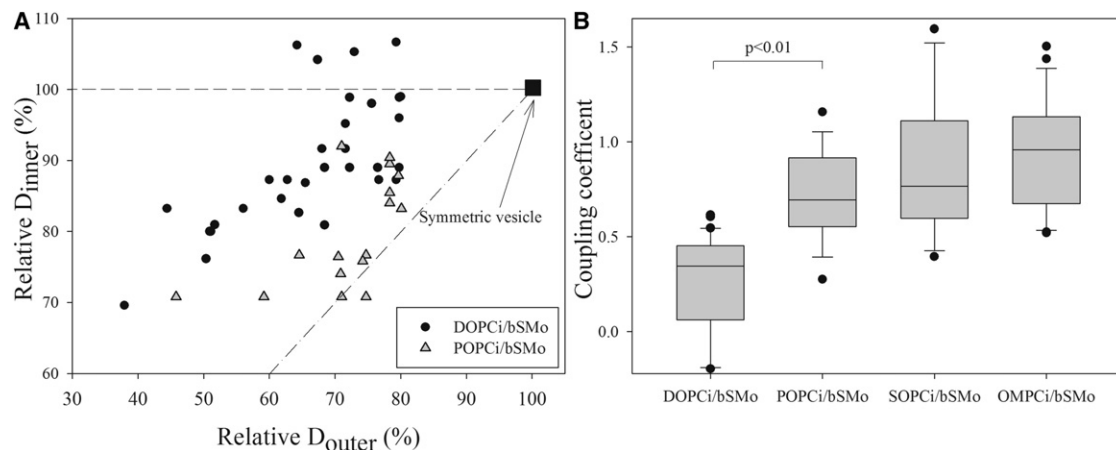 A
Relative Dinner (%)
110
100
90
80
70
60
30 40 50 60 70 80 90 100
Relative Douter (%)
Symmetric vesicle
DOPCi/bSMo
POPCi/bSMo
B
Coupling coefficent
1.5
1.0
0.5
0.0
p<0.01
DOPCi/bSMo POPCi/bSMo SOPCi/bSMo OMPCi/bSMo